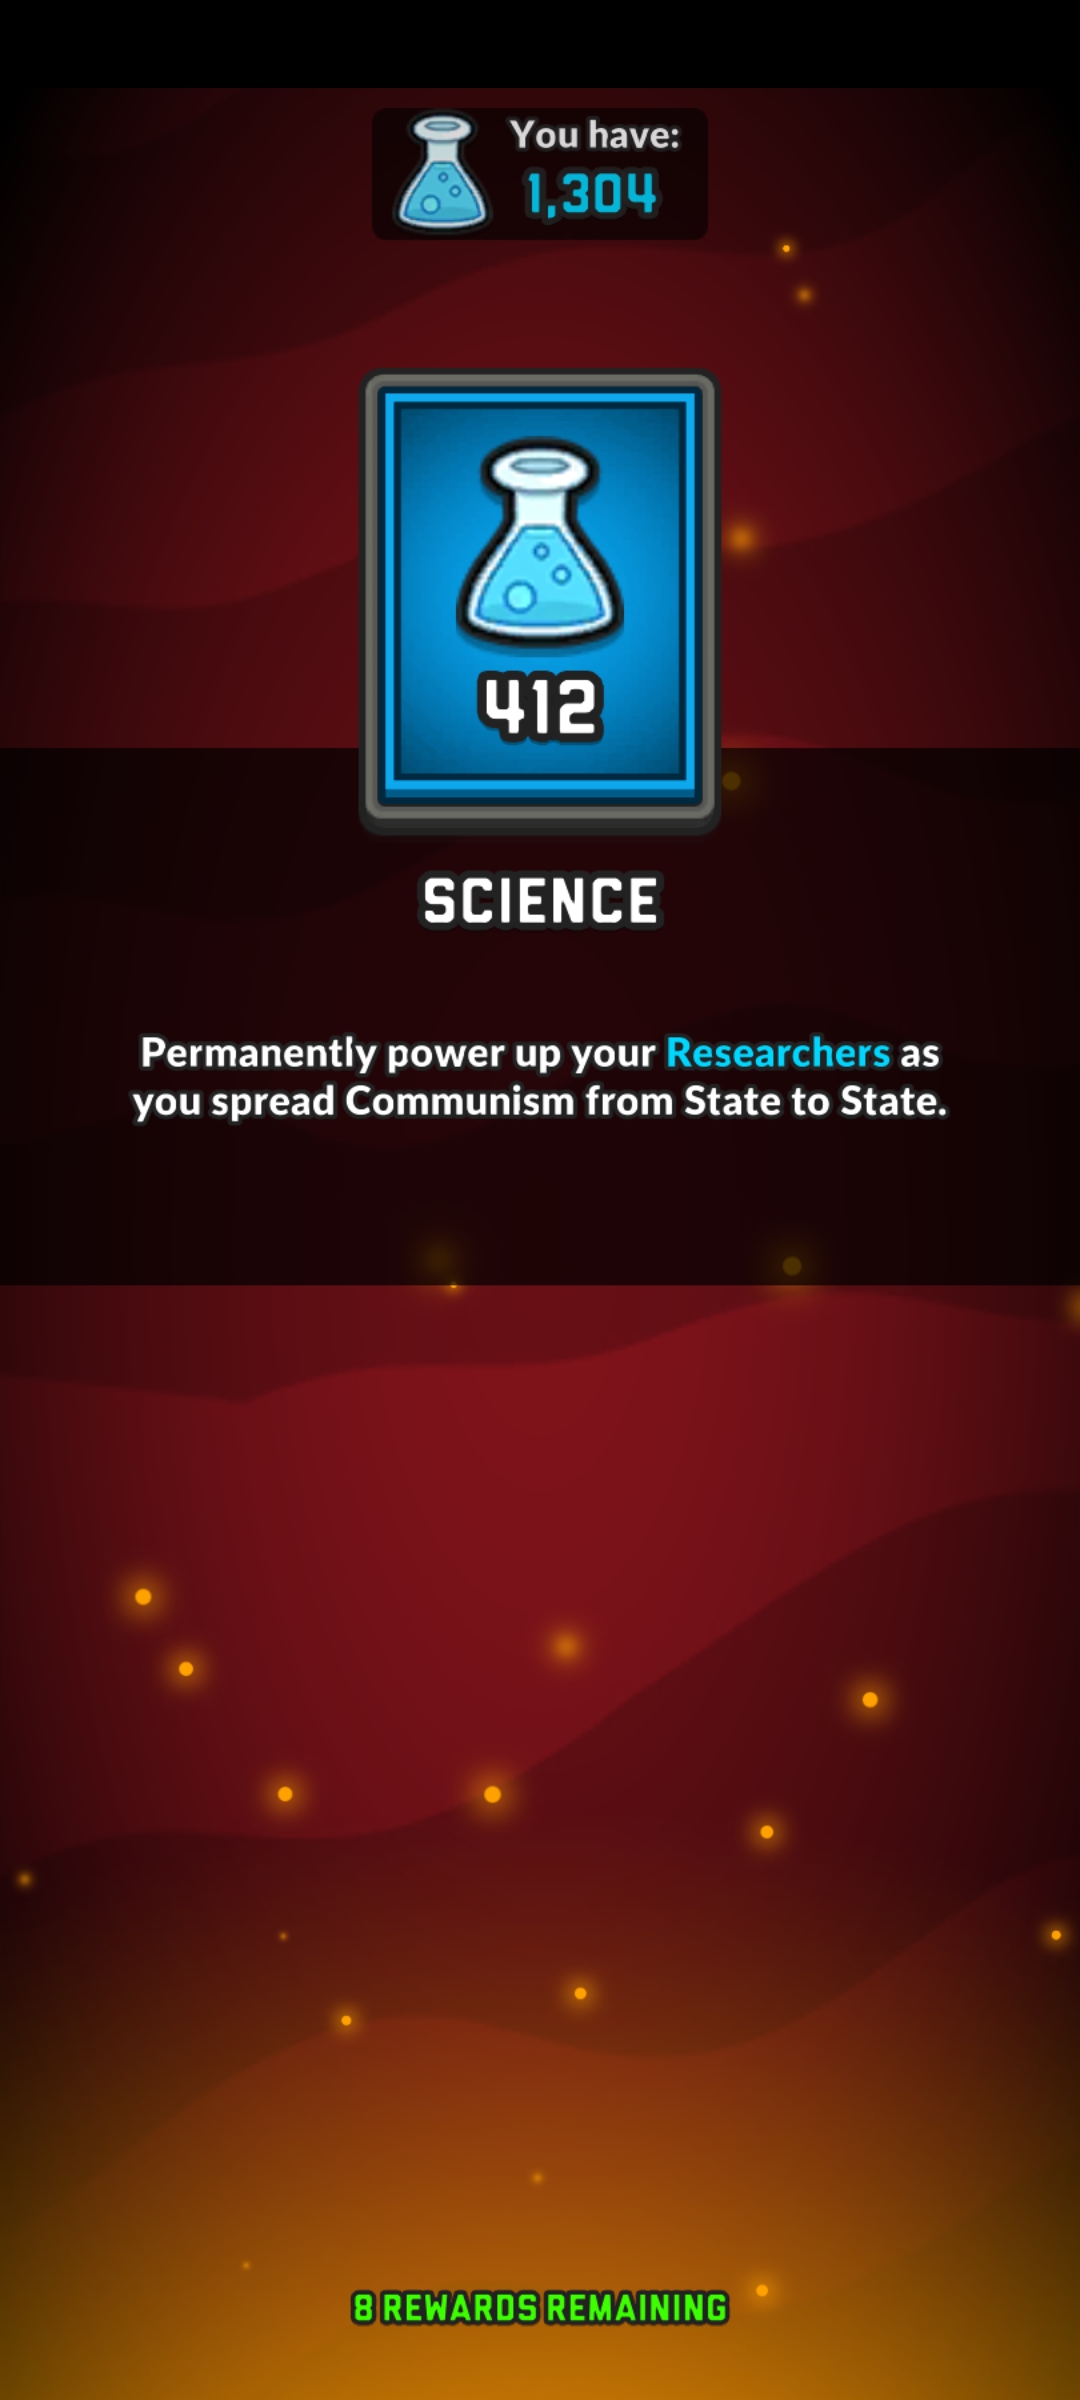 You have:
1,304
412
SCIENCE
Permanently power up your Researchers as
you spread Communism from State to State.
8 REWARDS REMAINING